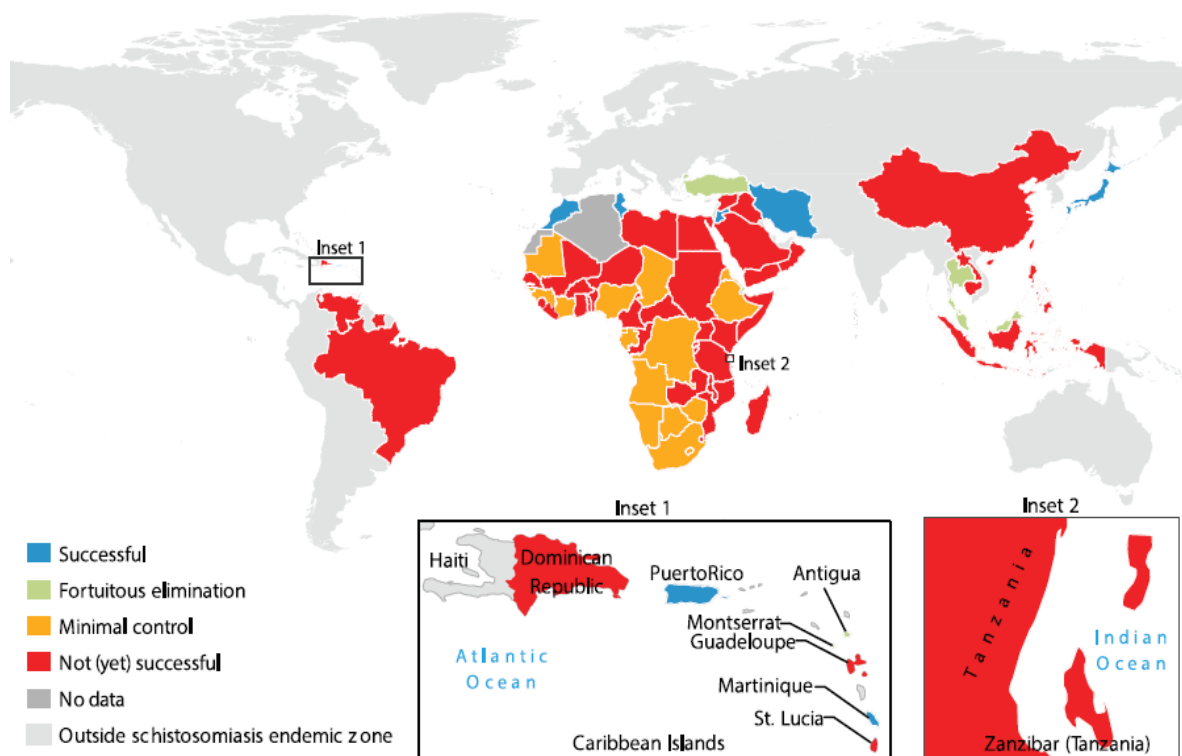 Inset 1
Inset 2
Successful
Fortuitous elimination
Minimal control
Not (yet) successful
No data
Outside schistosomiasis endemic zone
Inset 1
Haiti
Dominican
Republic
PuertoRico
Antigua
Montserrat
Guadeloupe
Martinique
St. Lucia
Atlantic
Ocean
Caribbean Islands
Inset 2
Tanzania
Indian
Ocean
Zanzibar (Tanzania)